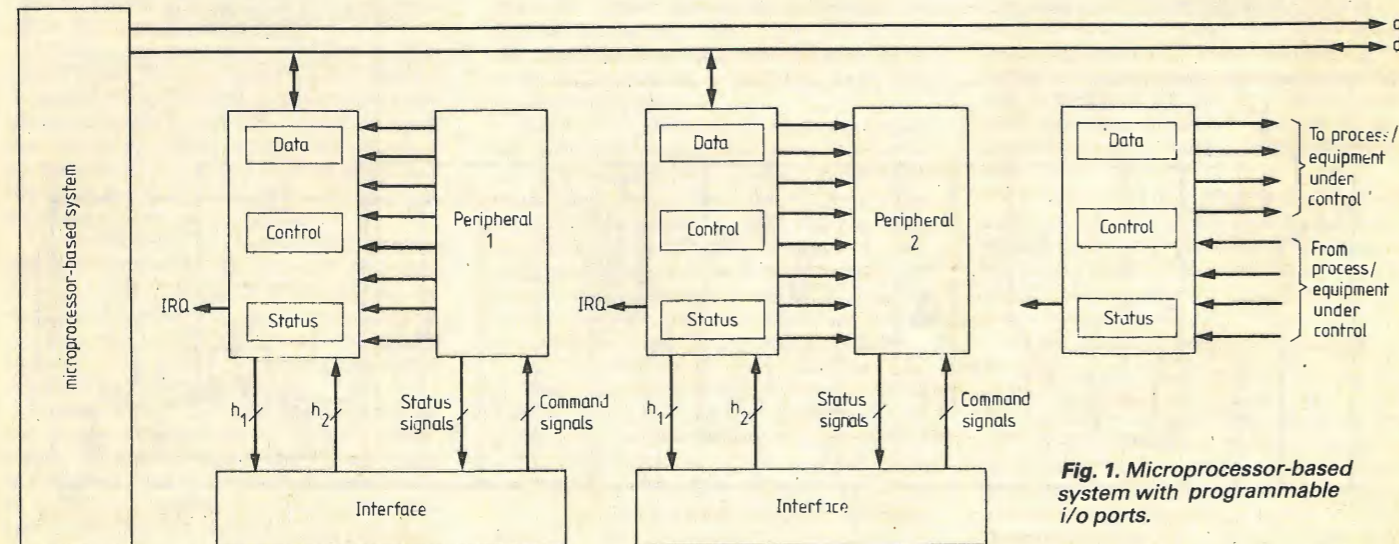 microprocessor-based system
Data
Control
Status
IRQ
Peripheral
1
h1
h2
Status
signals
Command
signals
Interface
Data
Control
Status
IRQ
Peripheral
2
h1
h2
Status
signals
Command
signals
Interface
Data
Control
Status
To process/
equipment
under
control
From
process/
equipment
under
control
Fig. 1. Microprocessor-based
system with programmable
i/o ports.